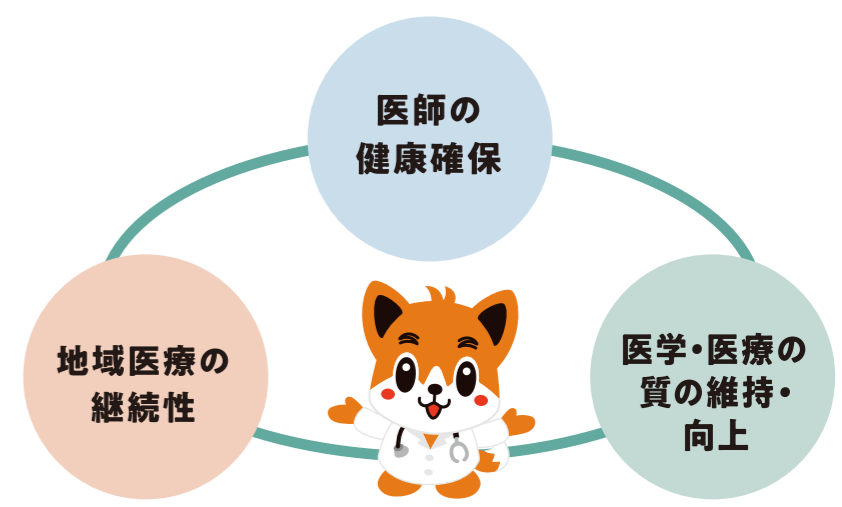 医師の
健康確保
地域医療の
継続性
医学・医療の
質の維持・
向上